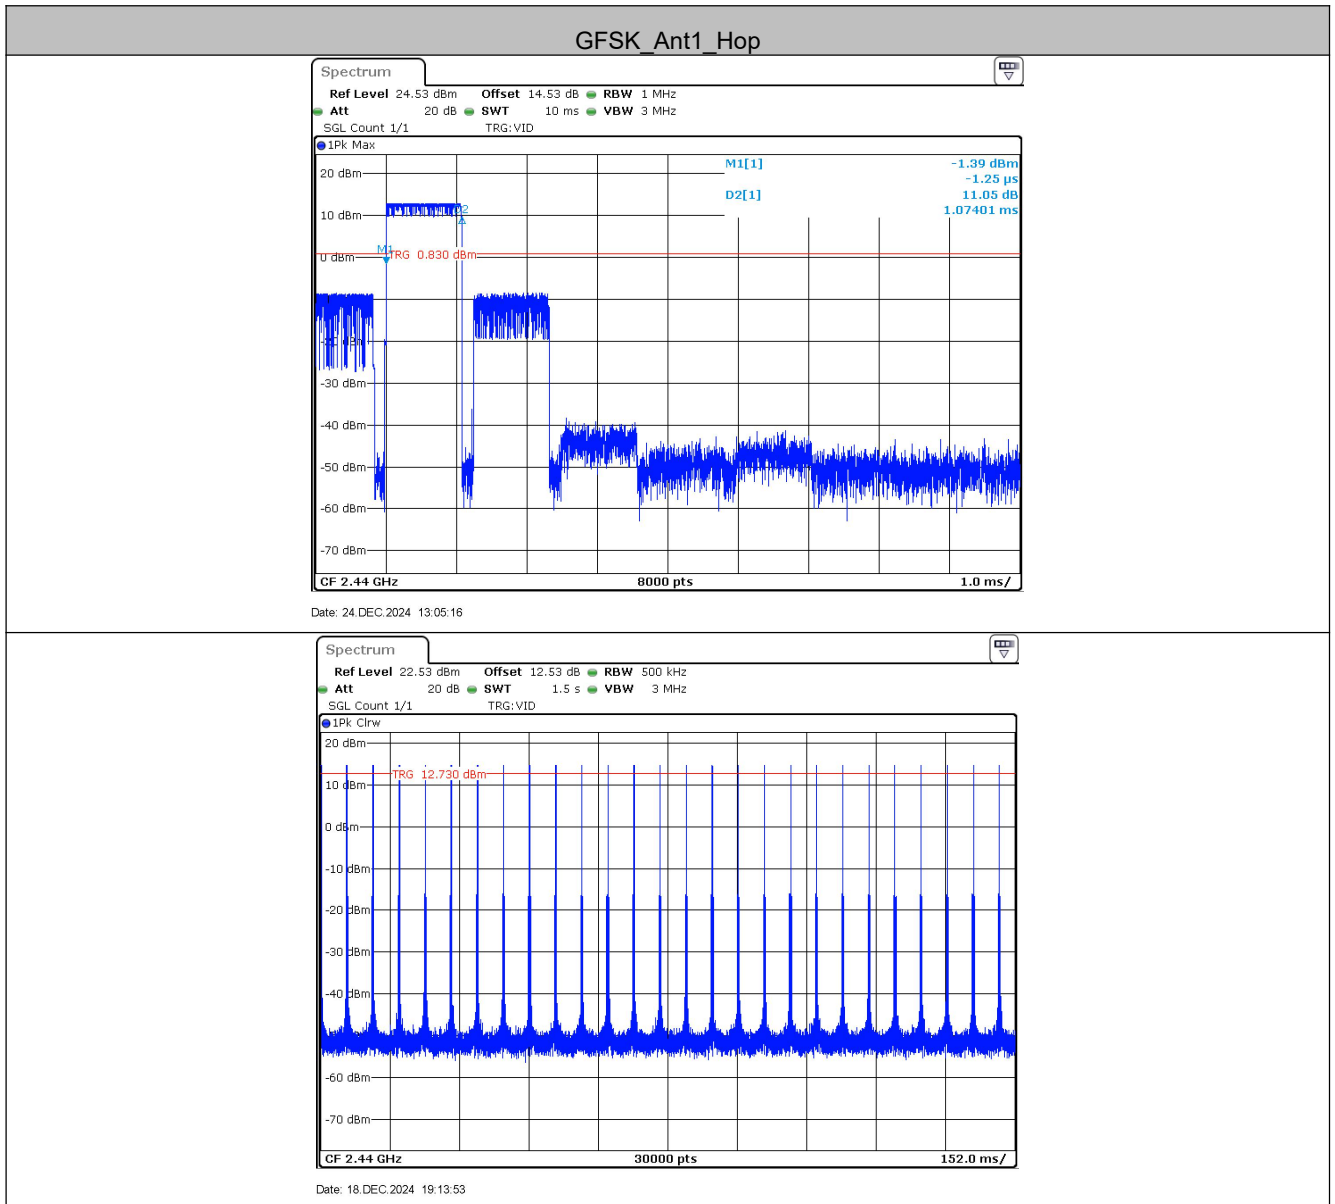 GFSK_Ant1_Hop
Spectrum
Ref Level 24.53 dBm Offset 14.53 dB RBW 1 MHz
Att 20 dB SWT 10 ms VBW 3 MHz
SGL Count 1/1 TRG:VID
1Pk Max
M1[1] -1.39 dBm
-1.25 µs
D2[1] 11.05 dB
1.07401 ms
20 dBm
10 dBm
D2
M1
TRG 0.830 dBm
0 dBm
-20 dBm
-30 dBm
-40 dBm
-50 dBm
-60 dBm
-70 dBm
CF 2.44 GHz 8000 pts 1.0 ms/
Date: 24.DEC.2024 13:05:16
Spectrum
Ref Level 22.53 dBm Offset 12.53 dB RBW 500 kHz
Att 20 dB SWT 1.5 s VBW 3 MHz
SGL Count 1/1 TRG:VID
1Pk Clrw
20 dBm
TRG 12.730 dBm
10 dBm
0 dBm
-10 dBm
-20 dBm
-30 dBm
-40 dBm
-60 dBm
-70 dBm
CF 2.44 GHz 30000 pts 152.0 ms/
Date: 18.DEC.2024 19:13:53